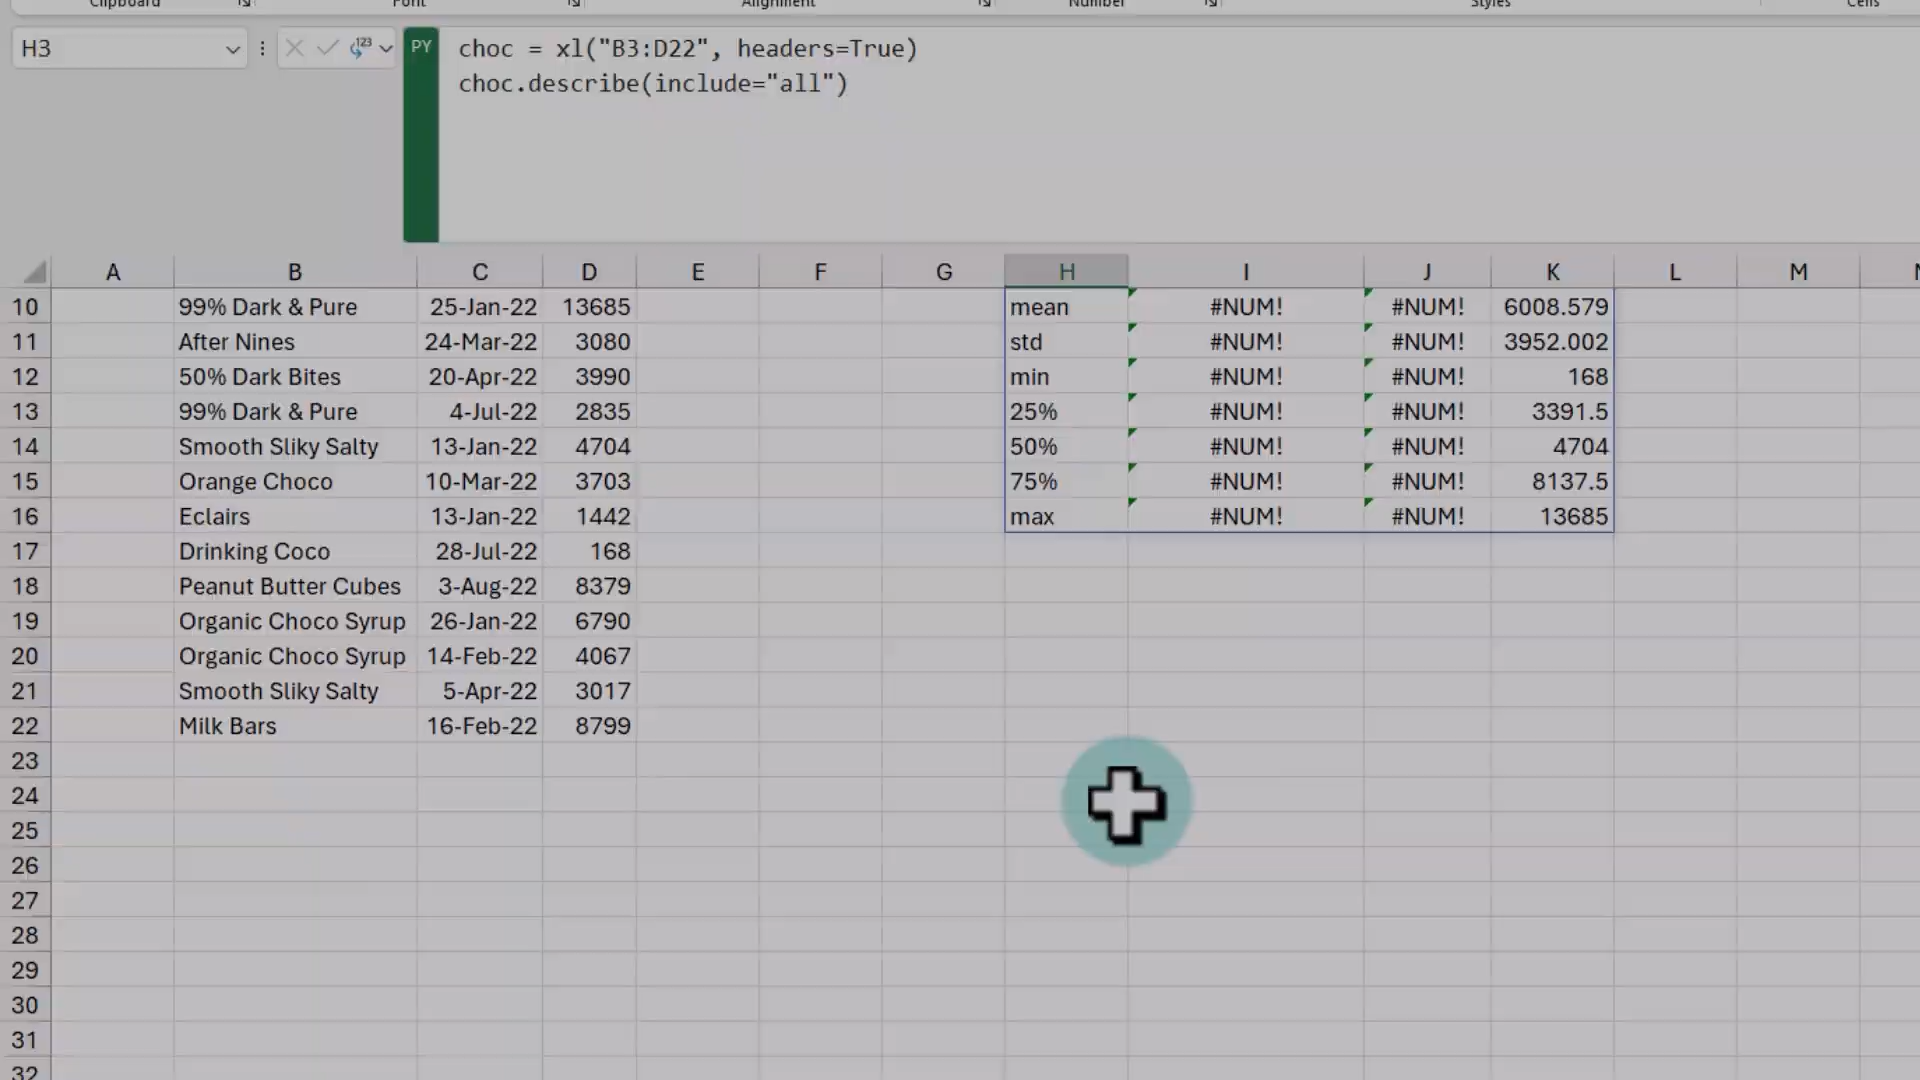 Clipboard Font Alignment Number Styles Cells
H3 123 PY choc = xl("B3:D22", headers=True)
choc.describe(include="all")
A B C D E F G H I J K L M N
10 99% Dark & Pure 25-Jan-22 13685 mean #NUM! #NUM! 6008.579
11 After Nines 24-Mar-22 3080 std #NUM! #NUM! 3952.002
12 50% Dark Bites 20-Apr-22 3990 min #NUM! #NUM! 168
13 99% Dark & Pure 4-Jul-22 2835 25% #NUM! #NUM! 3391.5
14 Smooth Sliky Salty 13-Jan-22 4704 50% #NUM! #NUM! 4704
15 Orange Choco 10-Mar-22 3703 75% #NUM! #NUM! 8137.5
16 Eclairs 13-Jan-22 1442 max #NUM! #NUM! 13685
17 Drinking Coco 28-Jul-22 168
18 Peanut Butter Cubes 3-Aug-22 8379
19 Organic Choco Syrup 26-Jan-22 6790
20 Organic Choco Syrup 14-Feb-22 4067
21 Smooth Sliky Salty 5-Apr-22 3017
22 Milk Bars 16-Feb-22 8799
23
24
25
26
27
28
29
30
31
32